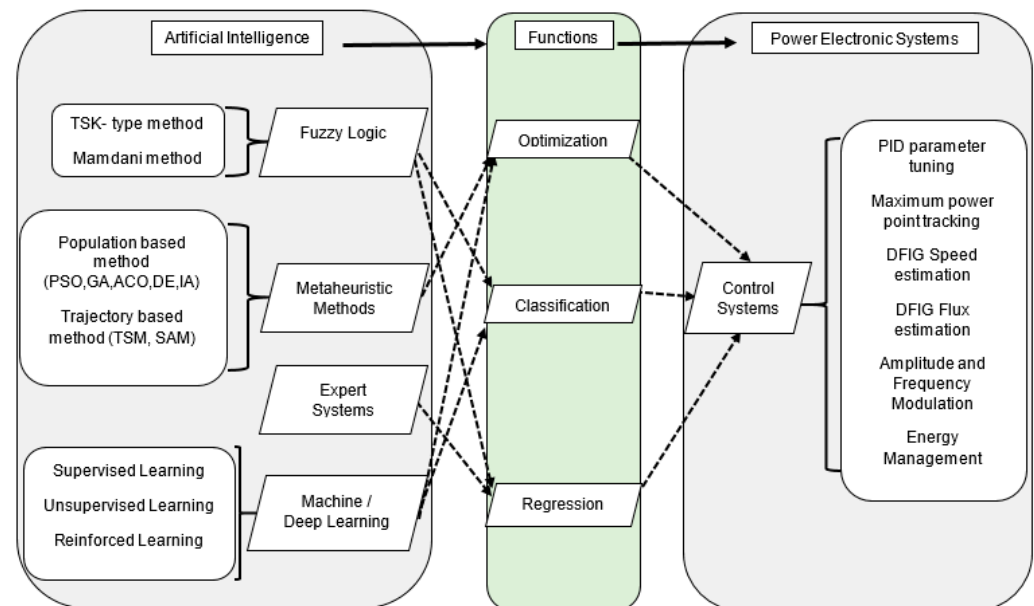 Artificial Intelligence
Functions
Power Electronic Systems
TSK- type method
Mamdani method
Fuzzy Logic
Population based
method
(PSO,GA,ACO,DE,IA)
Trajectory based
method (TSM, SAM)
Metaheuristic
Methods
Expert
Systems
Supervised Learning
Unsupervised Learning
Reinforced Learning
Machine /
Deep Learning
Optimization
Classification
Regression
Control
Systems
PID parameter
tuning
Maximum power
point tracking
DFIG Speed
estimation
DFIG Flux
estimation
Amplitude and
Frequency
Modulation
Energy
Management